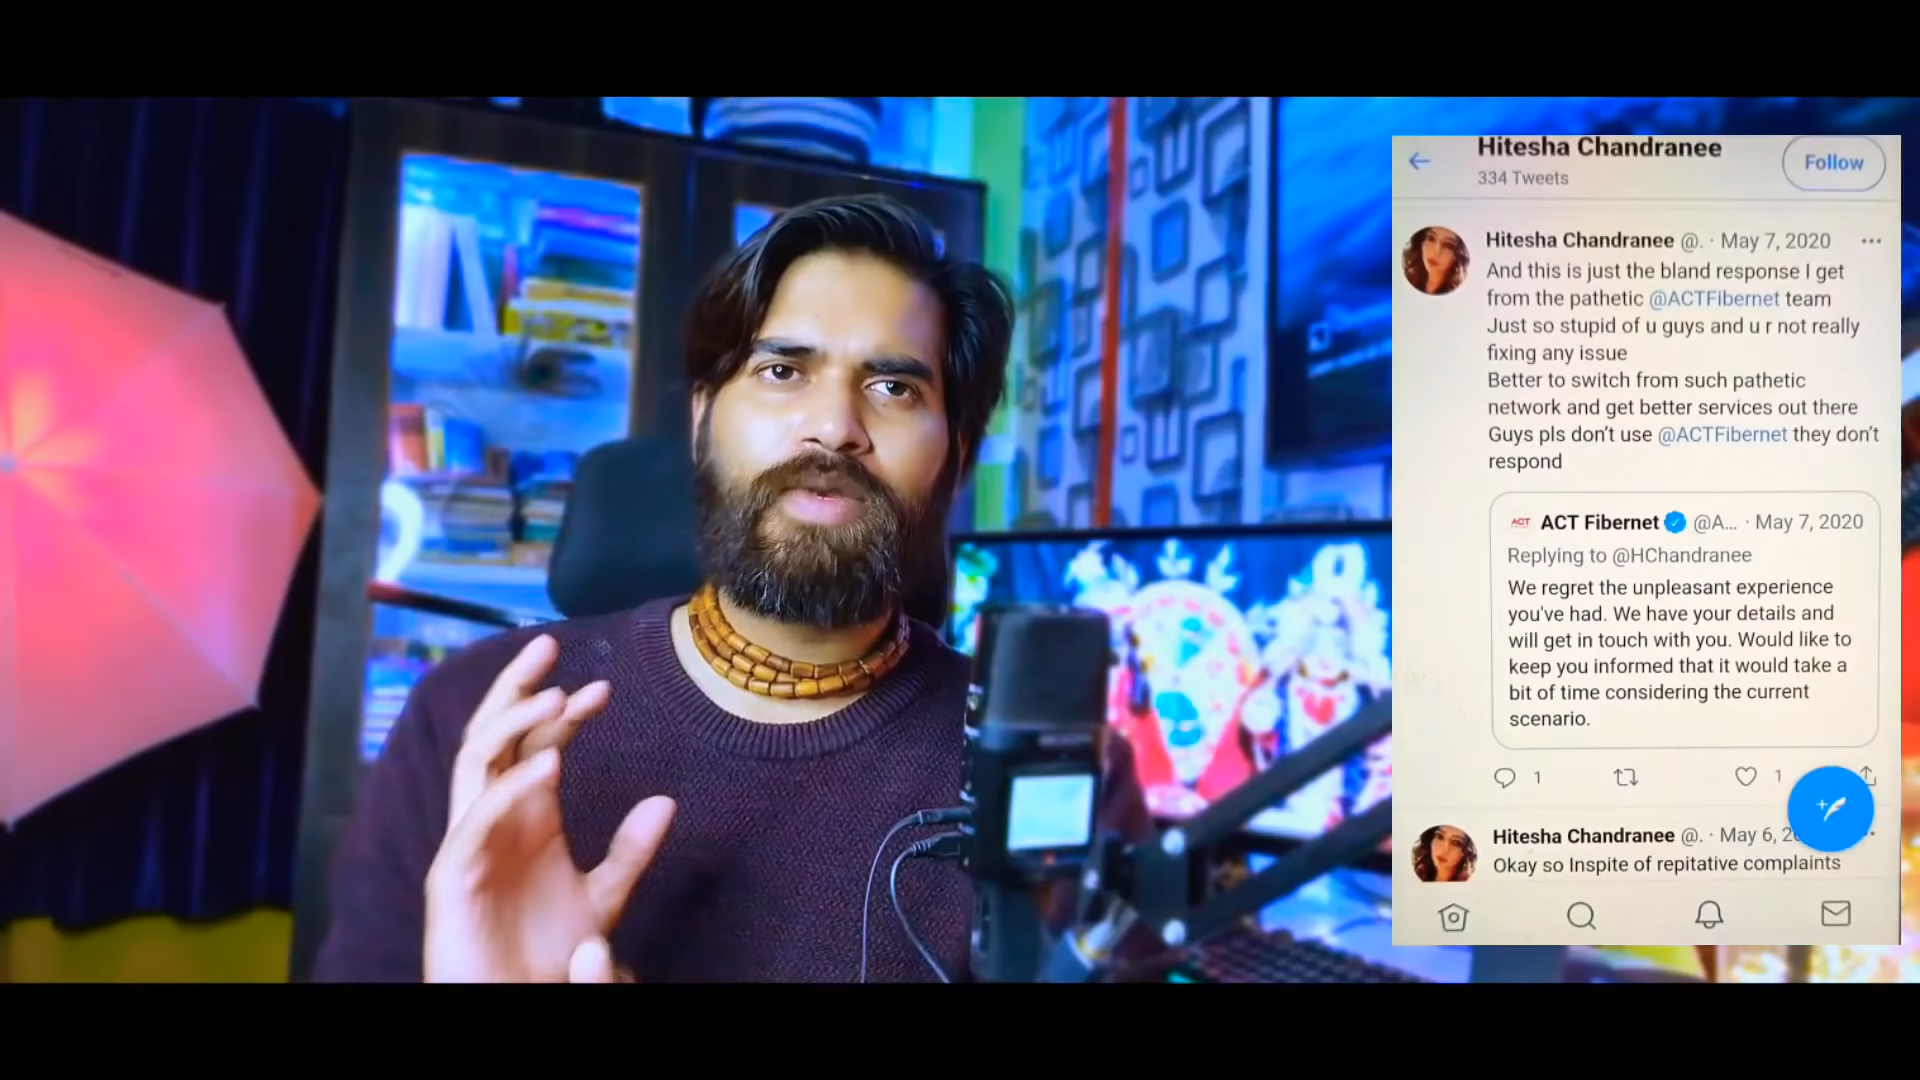 Hitesha Chandranee
334 Tweets
Follow
Hitesha Chandranee @. · May 7, 2020
And this is just the bland response I get
from the pathetic @ACTFibernet team
Just so stupid of u guys and u r not really
fixing any issue
Better to switch from such pathetic
network and get better services out there
Guys pls don't use @ACTFibernet they don't
respond
ACT ACT Fibernet @A... · May 7, 2020
Replying to @HChandranee
We regret the unpleasant experience
you've had. We have your details and
will get in touch with you. Would like to
keep you informed that it would take a
bit of time considering the current
scenario.
1 1
Hitesha Chandranee @. · May 6, 2
Okay so Inspite of repitative complaints